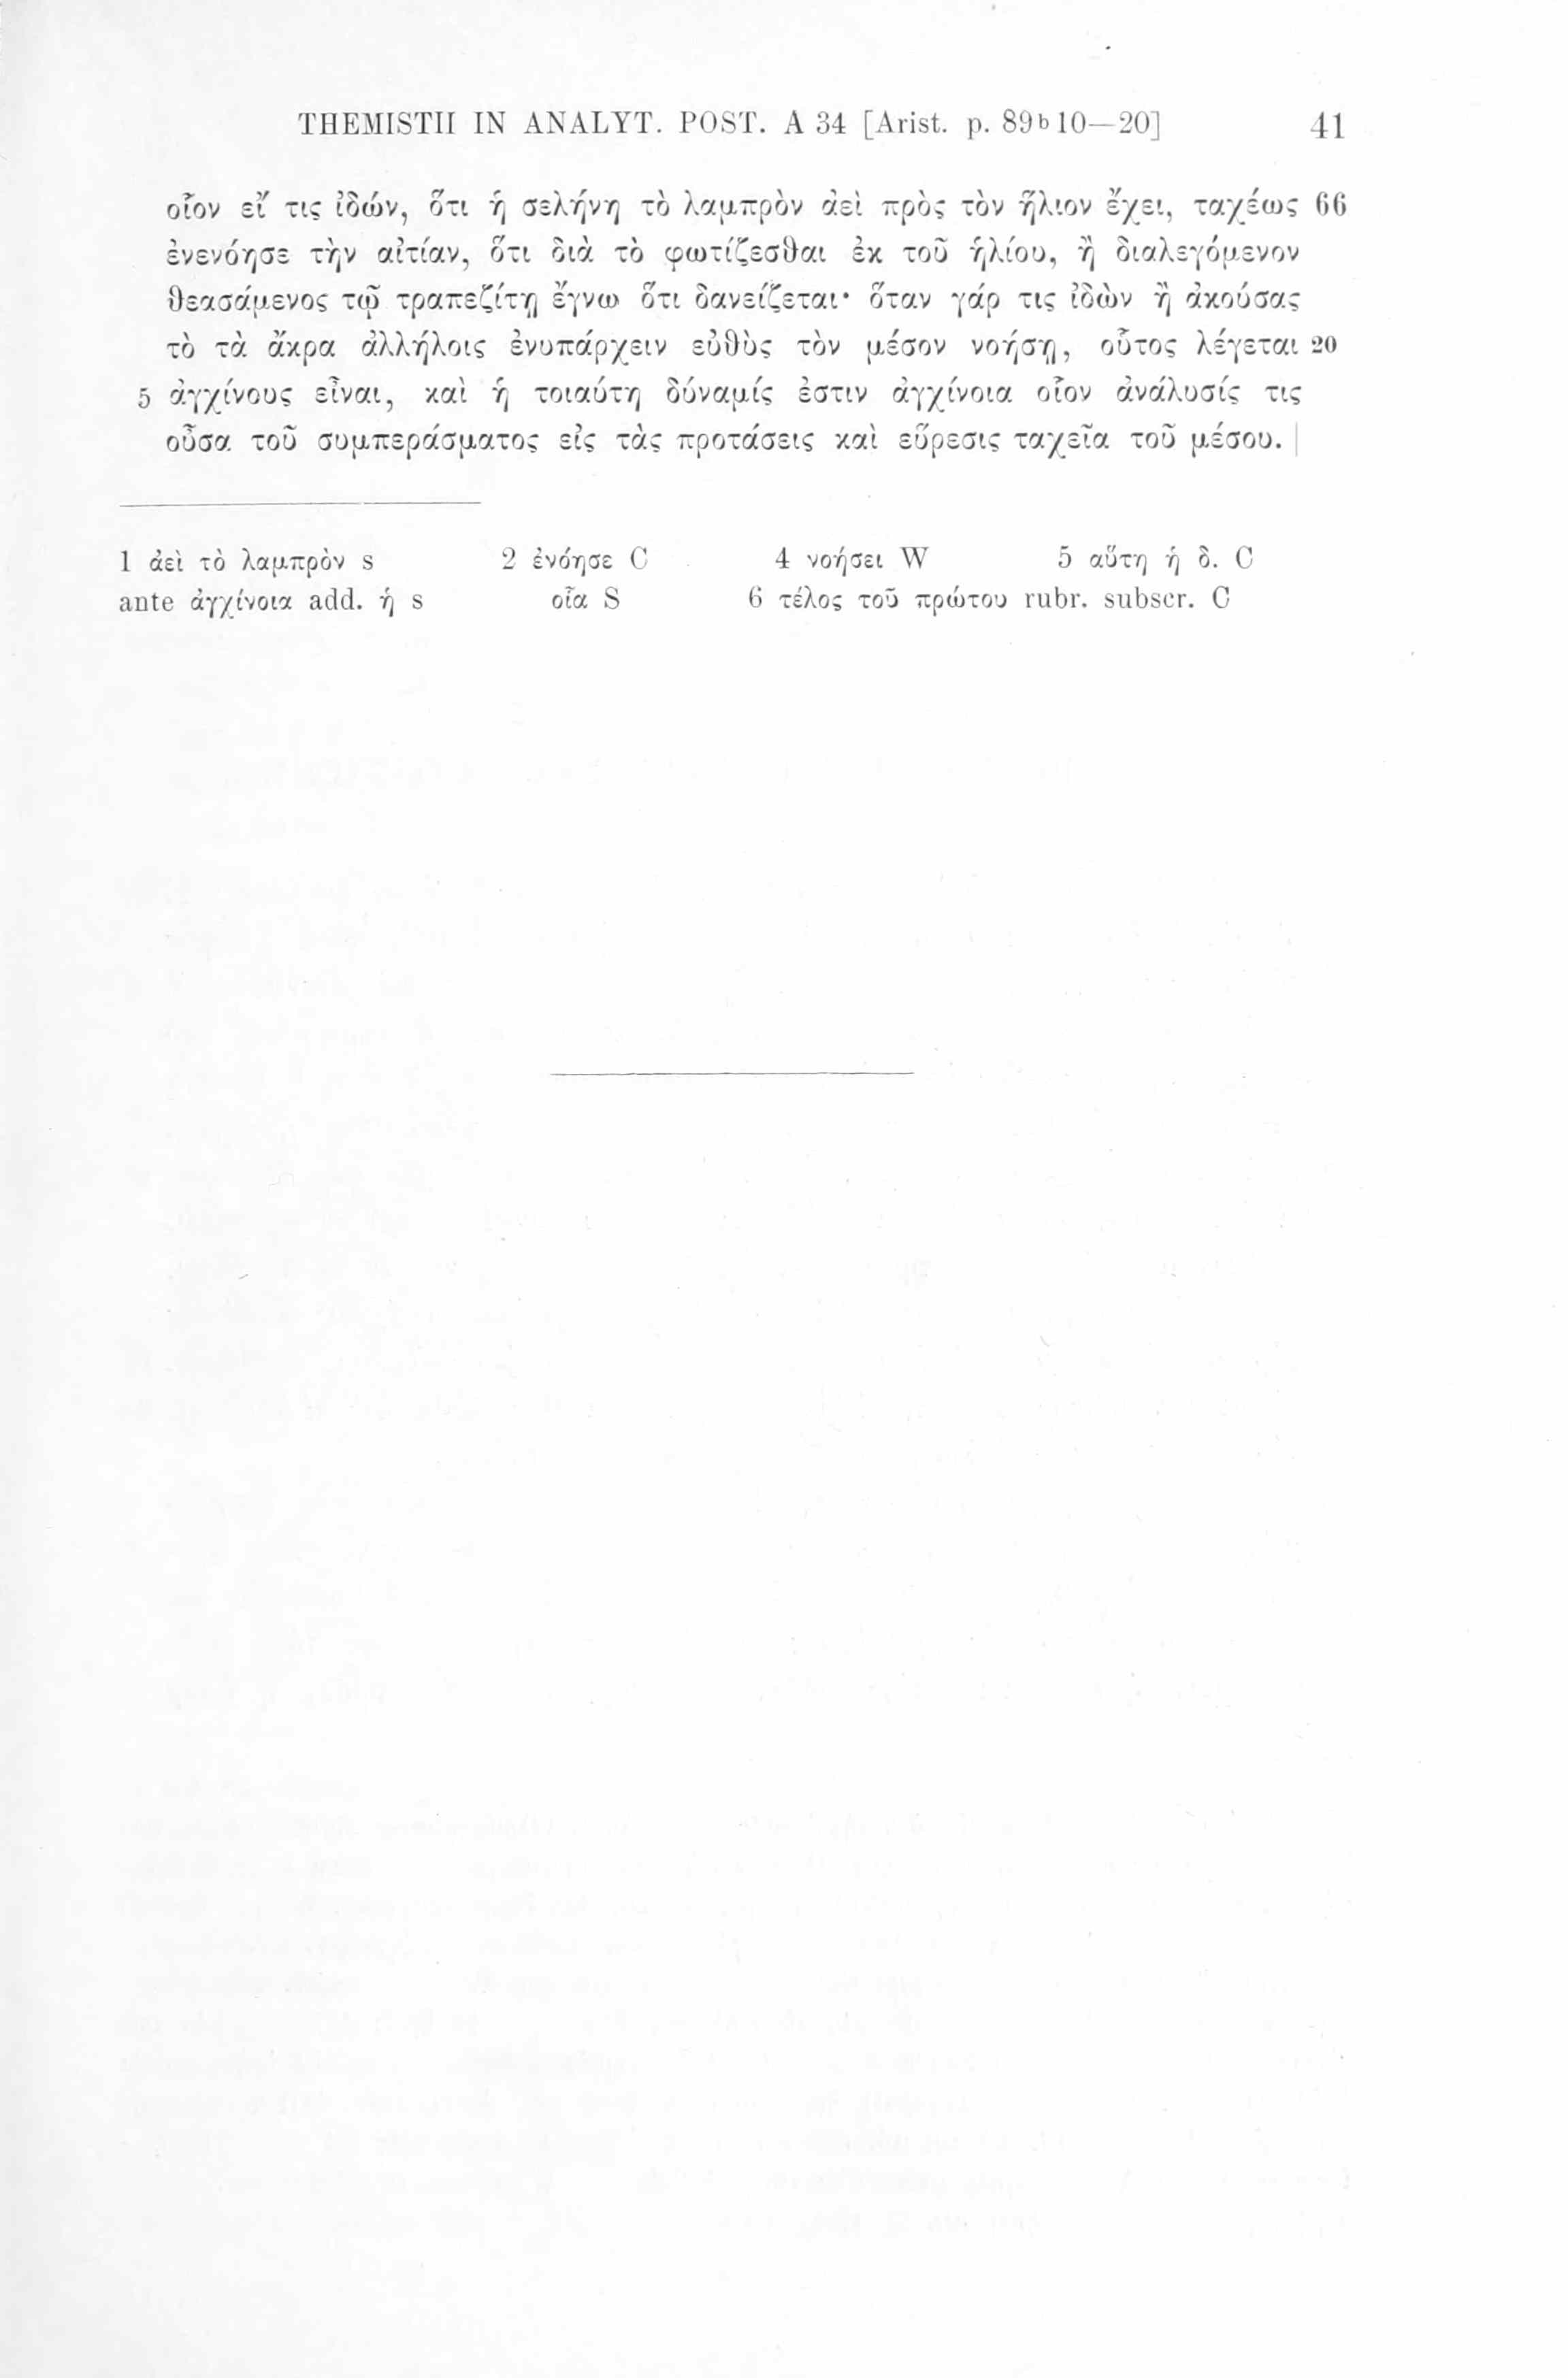 THEMISTII IN ANALYT. POST. A 34 [Arist. p. 89b10—20] 41
οἷον εἴ τις ἰδών, ὅτι ἡ σελήνη τὸ λαμπρὸν ἀεὶ πρὸς τὸν ἥλιον ἔχει, ταχέως 66
ἐνενόησε τὴν αἰτίαν, ὅτι διὰ τὸ φωτίζεσθαι ἐκ τοῦ ἡλίου, ἢ διαλεγόμενον
θεασάμενος τῷ τραπεζίτῃ ἔγνω ὅτι δανείζεται· ὅταν γάρ τις ἰδὼν ἢ ἀκούσας
τὸ τὰ ἄκρα ἀλλήλοις ἐνυπάρχειν εὐθὺς τὸν μέσον νοήσῃ, οὗτος λέγεται 20
5 ἀγχίνους εἶναι, καὶ ἡ τοιαύτη δύναμίς ἐστιν ἀγχίνοια οἷον ἀνάλυσίς τις
οὖσα τοῦ συμπεράσματος εἰς τὰς προτάσεις καὶ εὕρεσις ταχεῖα τοῦ μέσου. |
1 ἀεὶ τὸ λαμπρὸν s 2 ἐνόησε C 4 νοήσει W 5 αὕτη ἡ δ. C
ante ἀγχίνοια add. ἡ s οἷα S 6 τέλος τοῦ πρώτου rubr. subscr. C